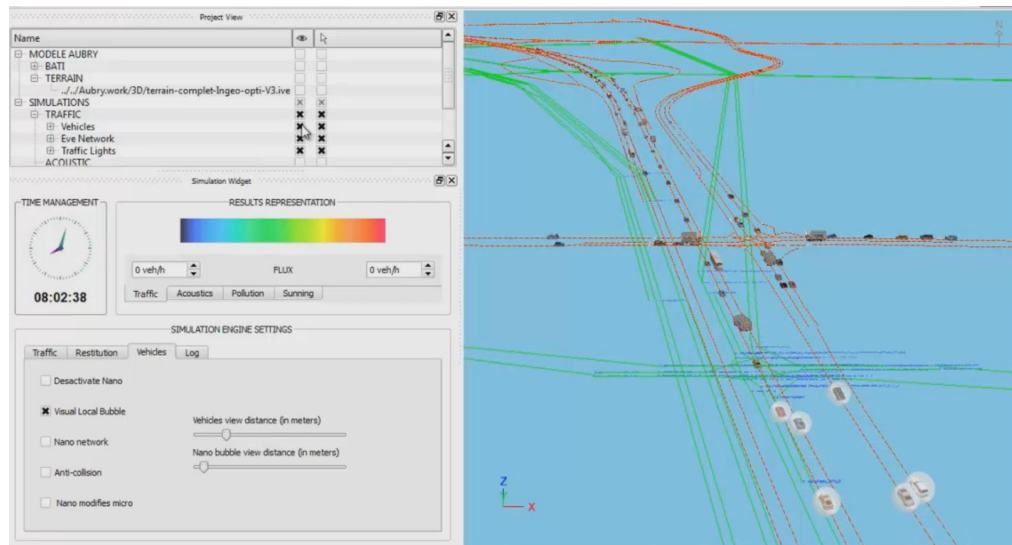 Project View
Name
MODELE AUBRY
BATI
TERRAIN
../../Aubry.work/3D/terrain-complet-Ingeo-opti-V3.ive
SIMULATIONS
TRAFFIC
Vehicles
Eve Network
Traffic Lights
ACOUSTIC
Simulation Widget
TIME MANAGEMENT
08:02:38
RESULTS REPRESENTATION
0 veh/h FLUX 0 veh/h
Traffic Acoustics Pollution Sunning
SIMULATION ENGINE SETTINGS
Traffic Restitution Vehicles Log
Desactivate Nano
Visual Local Bubble
Nano network
Anti-collision
Nano modifies micro
Vehicles view distance (in meters)
Nano bubble view distance (in meters)
Z
X